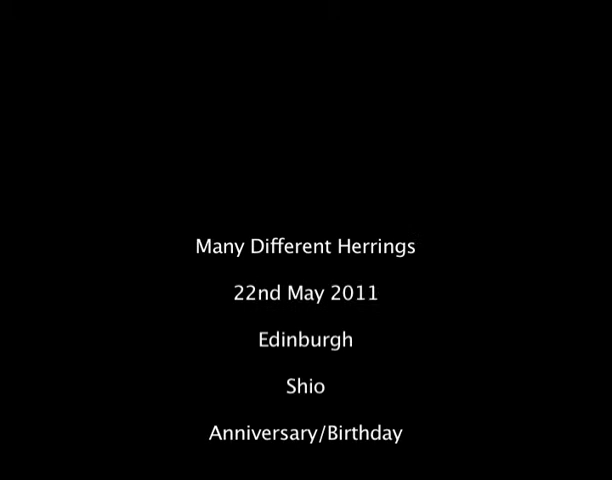 Many Different Herrings
22nd May 2011
Edinburgh
Shio
Anniversary/Birthday